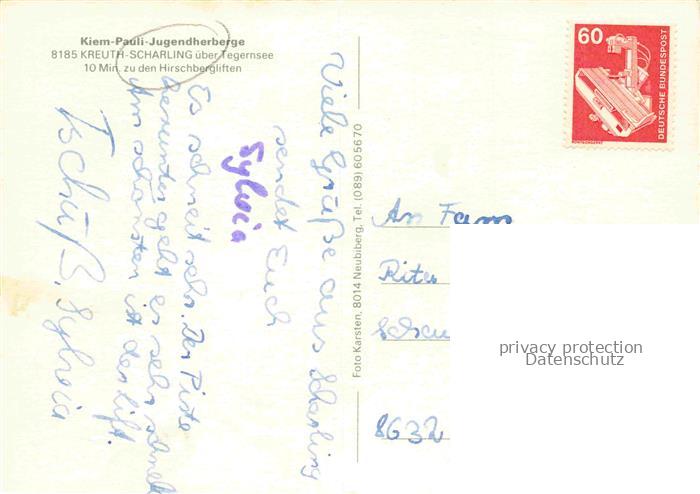 Kiem-Pauli-Jugendherberge
8185 KREUTH-SCHARLING über Tegernsee
10 Min. zu den Hirschbergliften
Viele Grüße aus Scharling
sendet Euch
Sylvia
Es schneit sehr. Der Piste
herunter geht es sehr schnell
Am schönsten ist der Lift.
Tschüß, Sylvia
Foto Karsten, 8014 Neubiberg, Tel. (089) 605670
60
DEUTSCHE BUNDESPOST
RÖNTGENGERÄT
An Fam
8632
privacy protection
Datenschutz